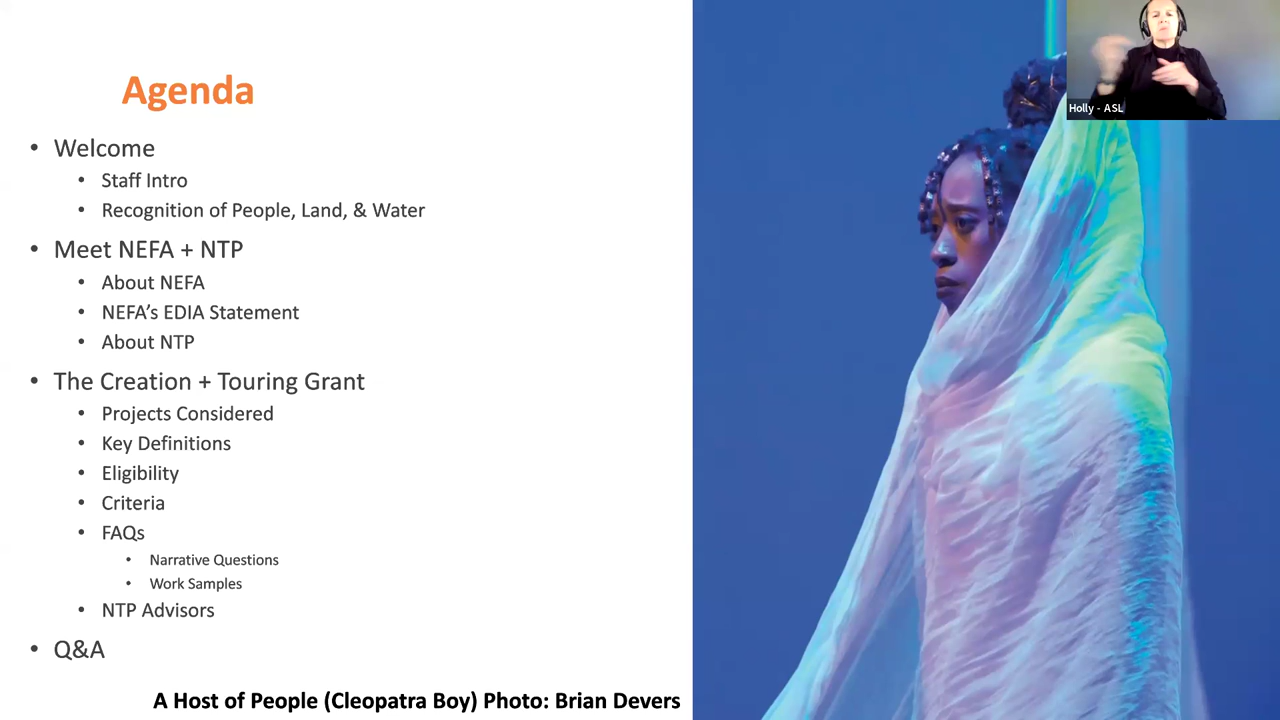 Agenda
• Welcome
• Staff Intro
• Recognition of People, Land, & Water
• Meet NEFA + NTP
• About NEFA
• NEFA's EDIA Statement
• About NTP
• The Creation + Touring Grant
• Projects Considered
• Key Definitions
• Eligibility
• Criteria
• FAQs
• Narrative Questions
• Work Samples
• NTP Advisors
• Q&A
A Host of People (Cleopatra Boy) Photo: Brian Devers
Holly - ASL